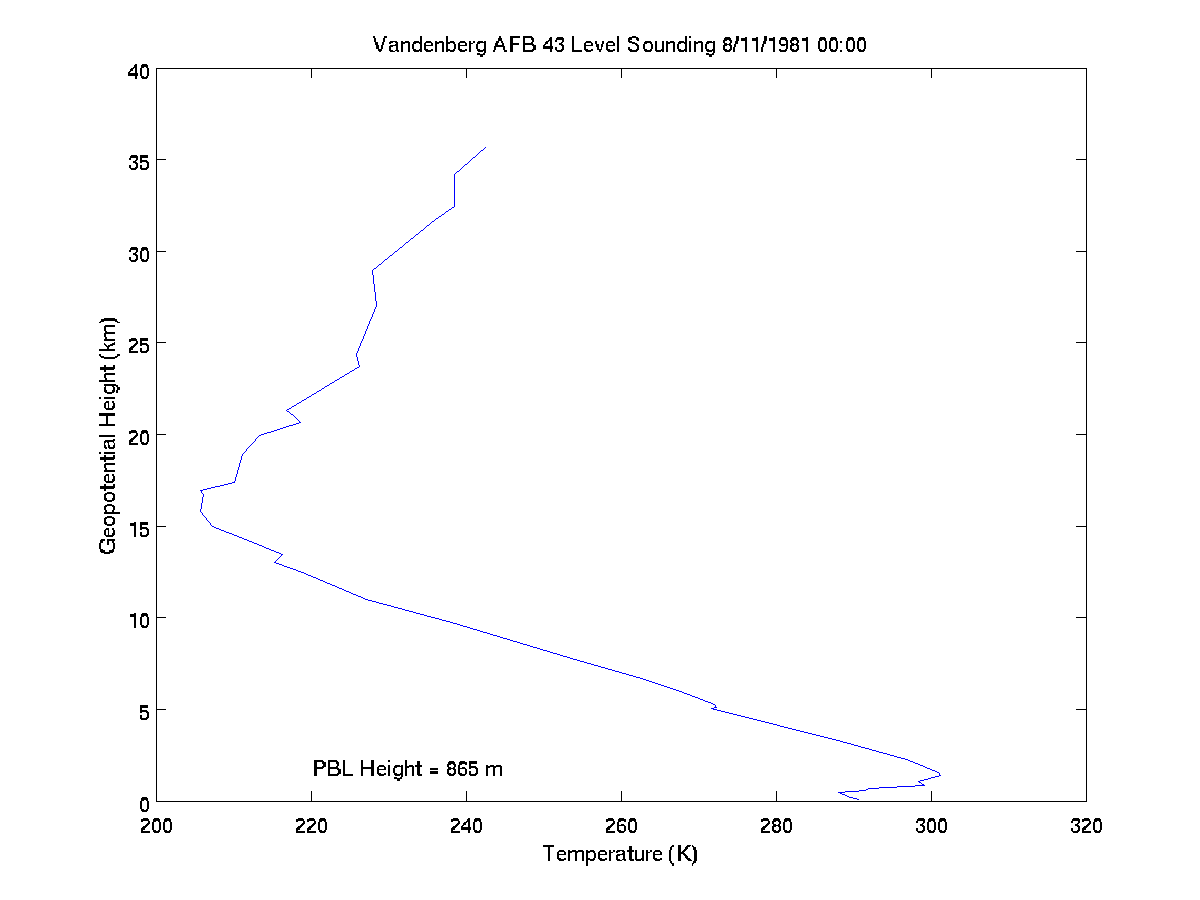 Vandenberg AFB 43 Level Sounding 8/11/1981 00:00
40
35
30
25
20
15
10
5
0
Geopotential Height (km)
PBL Height = 865 m
200 220 240 260 280 300 320
Temperature (K)